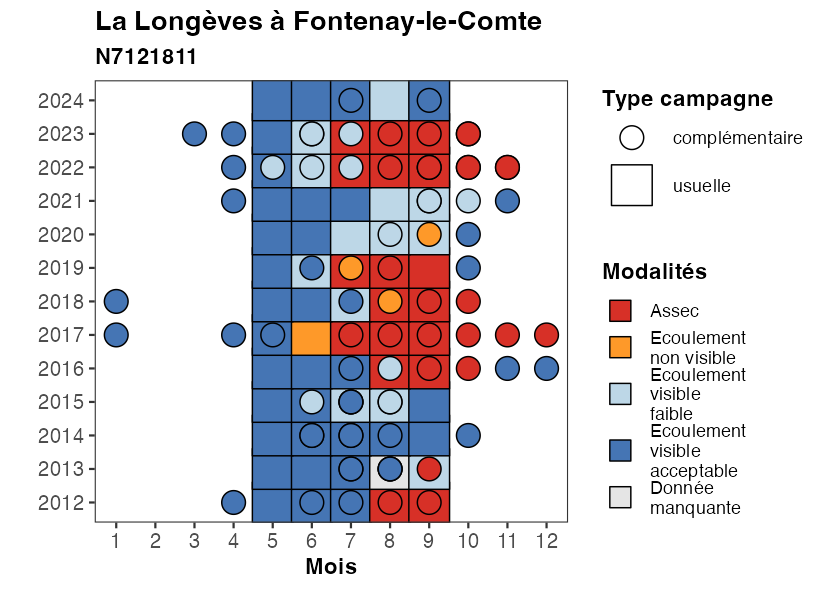 La Longèves à Fontenay-le-Comte
N7121811
2024
2023
2022
2021
2020
2019
2018
2017
2016
2015
2014
2013
2012
1 2 3 4 5 6 7 8 9 10 11 12
Mois
Type campagne
complémentaire
usuelle
Modalités
Assec
Ecoulement
non visible
Ecoulement
visible
faible
Ecoulement
visible
acceptable
Donnée
manquante